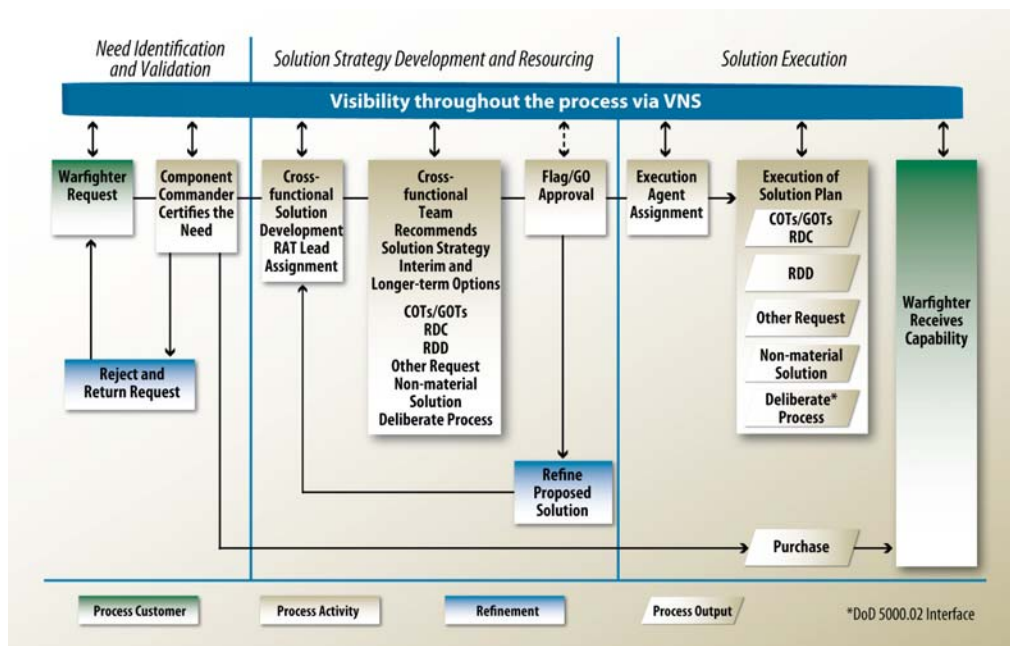 Need Identification
and Validation
Solution Strategy Development and Resourcing
Solution Execution
Visibility throughout the process via VNS
Warfighter
Request
Component
Commander
Certifies the
Need
Cross-
functional
Solution
Development
RAT Lead
Assignment
Cross-
functional
Team
Recommends
Solution Strategy
Interim and
Longer-term Options
COTs/GOTs
RDC
RDD
Other Request
Non-material
Solution
Deliberate Process
Flag/GO
Approval
Execution
Agent
Assignment
Execution of
Solution Plan
COTs/GOTs
RDC
RDD
Other Request
Non-material
Solution
Deliberate*
Process
Warfighter
Receives
Capability
Reject and
Return Request
Refine
Proposed
Solution
Purchase
Process Customer
Process Activity
Refinement
Process Output
*DoD 5000.02 Interface